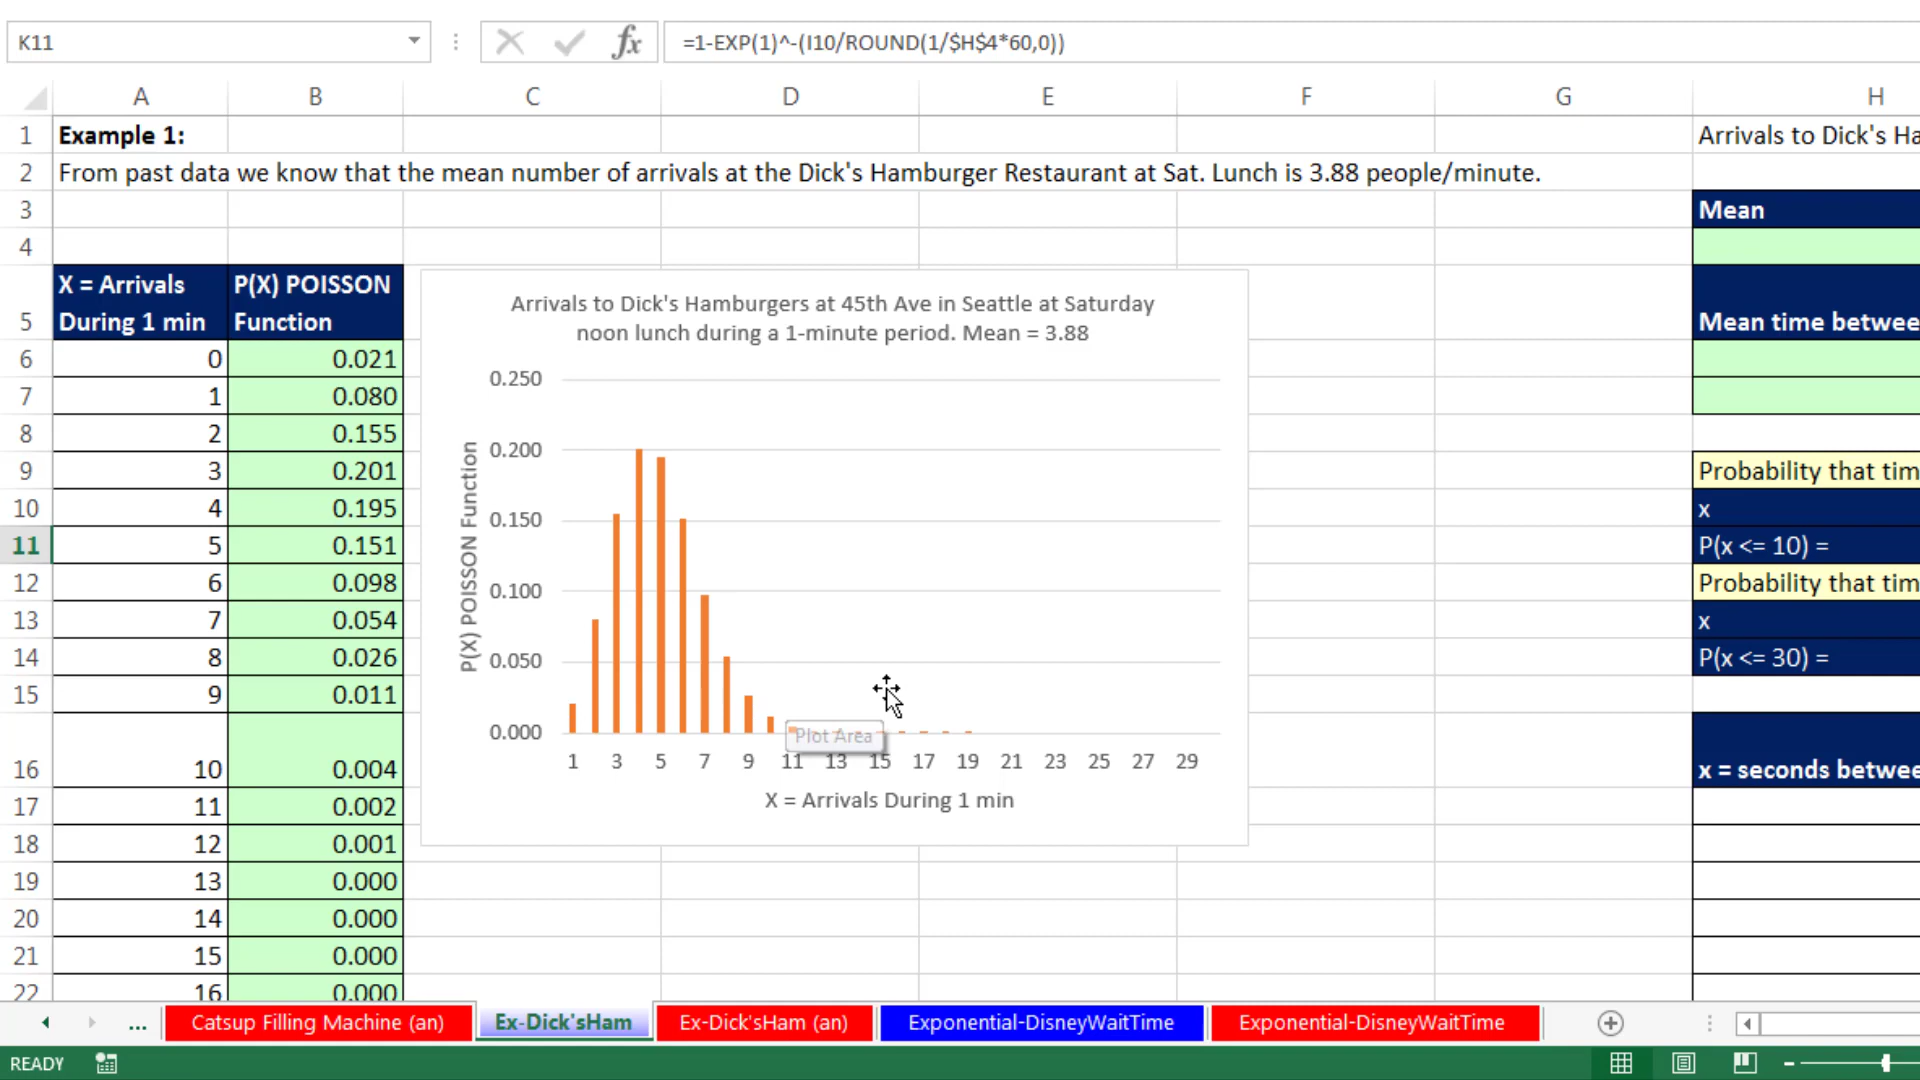 K11
fx
=1-EXP(1)^-(I10/ROUND(1/$H$4*60,0))
A B C D E F G H
1 Example 1: Arrivals to Dick's Ha
2 From past data we know that the mean number of arrivals at the Dick's Hamburger Restaurant at Sat. Lunch is 3.88 people/minute.
3 Mean
4
X = Arrivals P(X) POISSON
5 During 1 min Function Mean time betwee
6 0 0.021
7 1 0.080
8 2 0.155
9 3 0.201 Probability that tim
10 4 0.195 x
11 5 0.151 P(x <= 10) =
12 6 0.098 Probability that tim
13 7 0.054 x
14 8 0.026 P(x <= 30) =
15 9 0.011
16 10 0.004 x = seconds betwee
17 11 0.002
18 12 0.001
19 13 0.000
20 14 0.000
21 15 0.000
22 16 0.000
Arrivals to Dick's Hamburgers at 45th Ave in Seattle at Saturday
noon lunch during a 1-minute period. Mean = 3.88
P(X) POISSON Function
0.250
0.200
0.150
0.100
0.050
0.000
Plot Area
1 3 5 7 9 11 13 15 17 19 21 23 25 27 29
X = Arrivals During 1 min
... Catsup Filling Machine (an) Ex-Dick'sHam Ex-Dick'sHam (an) Exponential-DisneyWaitTime Exponential-DisneyWaitTime
READY